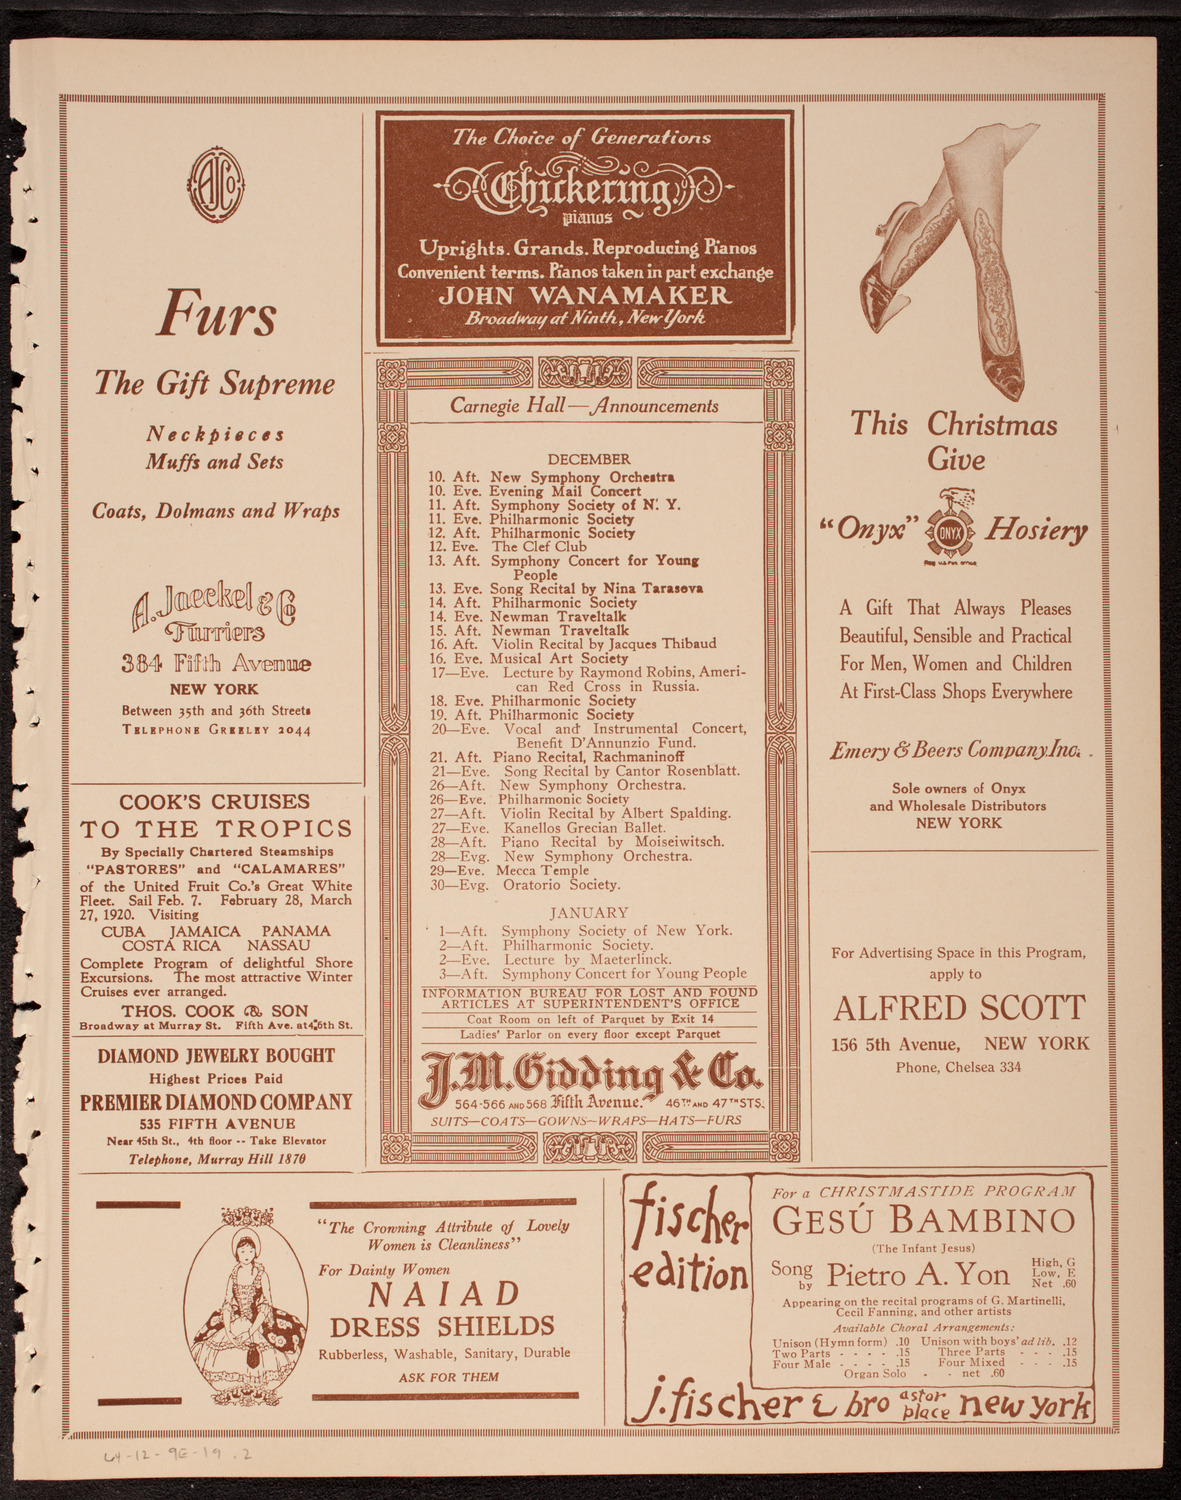 AJCo
Furs
The Gift Supreme
Neckpieces
Muffs and Sets
Coats, Dolmans and Wraps
A. Jaeckel & Co
Furriers
384 Fifth Avenue
NEW YORK
Between 35th and 36th Streets
TELEPHONE GREELEY 2044
COOK'S CRUISES
TO THE TROPICS
By Specially Chartered Steamships
"PASTORES" and "CALAMARES"
of the United Fruit Co.'s Great White
Fleet. Sail Feb. 7. February 28, March
27, 1920. Visiting
CUBA JAMAICA PANAMA
COSTA RICA NASSAU
Complete Program of delightful Shore
Excursions. The most attractive Winter
Cruises ever arranged.
THOS. COOK & SON
Broadway at Murray St. Fifth Ave. at 46th St.
DIAMOND JEWELRY BOUGHT
Highest Prices Paid
PREMIER DIAMOND COMPANY
535 FIFTH AVENUE
Near 45th St., 4th floor -- Take Elevator
Telephone, Murray Hill 1870
The Choice of Generations
Chickering
pianos
Uprights. Grands. Reproducing Pianos
Convenient terms. Pianos taken in part exchange
JOHN WANAMAKER
Broadway at Ninth, New York
Carnegie Hall—Announcements
DECEMBER
10. Aft. New Symphony Orchestra
10. Eve. Evening Mail Concert
11. Aft. Symphony Society of N. Y.
11. Eve. Philharmonic Society
12. Aft. Philharmonic Society
12. Eve. The Clef Club
13. Aft. Symphony Concert for Young
People
13. Eve. Song Recital by Nina Tarasova
14. Aft. Philharmonic Society
14. Eve. Newman Traveltalk
15. Aft. Newman Traveltalk
16. Aft. Violin Recital by Jacques Thibaud
16. Eve. Musical Art Society
17—Eve. Lecture by Raymond Robins, Ameri-
can Red Cross in Russia.
18. Eve. Philharmonic Society
19. Aft. Philharmonic Society
20—Eve. Vocal and Instrumental Concert,
Benefit D'Annunzio Fund.
21. Aft. Piano Recital, Rachmaninoff
21—Eve. Song Recital by Cantor Rosenblatt.
26—Aft. New Symphony Orchestra.
26—Eve. Philharmonic Society
27—Aft. Violin Recital by Albert Spalding.
27—Eve. Kanellos Grecian Ballet.
28—Aft. Piano Recital by Moiseiwitsch.
28—Evg. New Symphony Orchestra.
29—Eve. Mecca Temple
30—Evg. Oratorio Society.
JANUARY
1—Aft. Symphony Society of New York.
2—Aft. Philharmonic Society.
2—Eve. Lecture by Maeterlinck.
3—Aft. Symphony Concert for Young People
INFORMATION BUREAU FOR LOST AND FOUND
ARTICLES AT SUPERINTENDENT'S OFFICE
Coat Room on left of Parquet by Exit 14
Ladies' Parlor on every floor except Parquet
J.M. Gidding & Co.
564-566 AND 568 Fifth Avenue. 46TH AND 47TH STS.
SUITS—COATS—GOWNS—WRAPS—HATS—FURS
This Christmas
Give
"Onyx" ONYX Hosiery
Reg. U.S. Pat. Office
A Gift That Always Pleases
Beautiful, Sensible and Practical
For Men, Women and Children
At First-Class Shops Everywhere
Emery & Beers Company, Inc.
Sole owners of Onyx
and Wholesale Distributors
NEW YORK
For Advertising Space in this Program,
apply to
ALFRED SCOTT
156 5th Avenue, NEW YORK
Phone, Chelsea 334
"The Crowning Attribute of Lovely
Women is Cleanliness"
For Dainty Women
NAIAD
DRESS SHIELDS
Rubberless, Washable, Sanitary, Durable
ASK FOR THEM
fischer
edition
For a CHRISTMASTIDE PROGRAM
GESÚ BAMBINO
(The Infant Jesus)
Song by Pietro A. Yon
High, G
Low, E
Net .60
Appearing on the recital programs of G. Martinelli,
Cecil Fanning, and other artists
Available Choral Arrangements:
Unison (Hymn form) .10 Unison with boys' ad lib. .12
Two Parts - - - - .15 Three Parts - - - .15
Four Male - - - - .15 Four Mixed - - - .15
Organ Solo - - net .60
j. fischer & bro astor place new york
64-12-9E-19.2